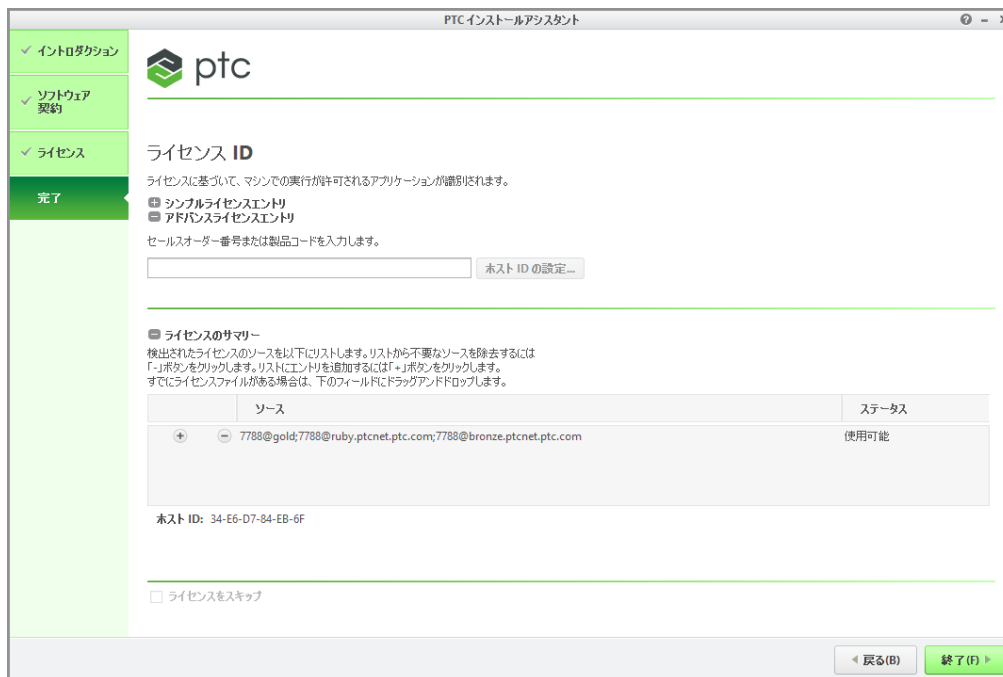 PTC インストールアシスタント
イントロダクション
ソフトウェア
契約
ライセンス
完了
ptc
ライセンス ID
ライセンスに基づいて、マシンでの実行が許可されるアプリケーションが識別されます。
シンプルライセンスエントリ
アドバンスライセンスエントリ
セールスオーダー番号または製品コードを入力します。
ホスト ID の設定...
ライセンスのサマリー
検出されたライセンスのソースを以下にリストします。リストから不要なソースを除去するには
「-」ボタンをクリックします。リストにエントリを追加するには「+」ボタンをクリックします。
すでにライセンスファイルがある場合は、下のフィールドにドラッグアンドドロップします。
ソース ステータス
7788@gold;7788@ruby.ptcnet.ptc.com;7788@bronze.ptcnet.ptc.com 使用可能
ホスト ID: 34-E6-D7-84-EB-6F
ライセンスをスキップ
戻る(B) 終了(F)